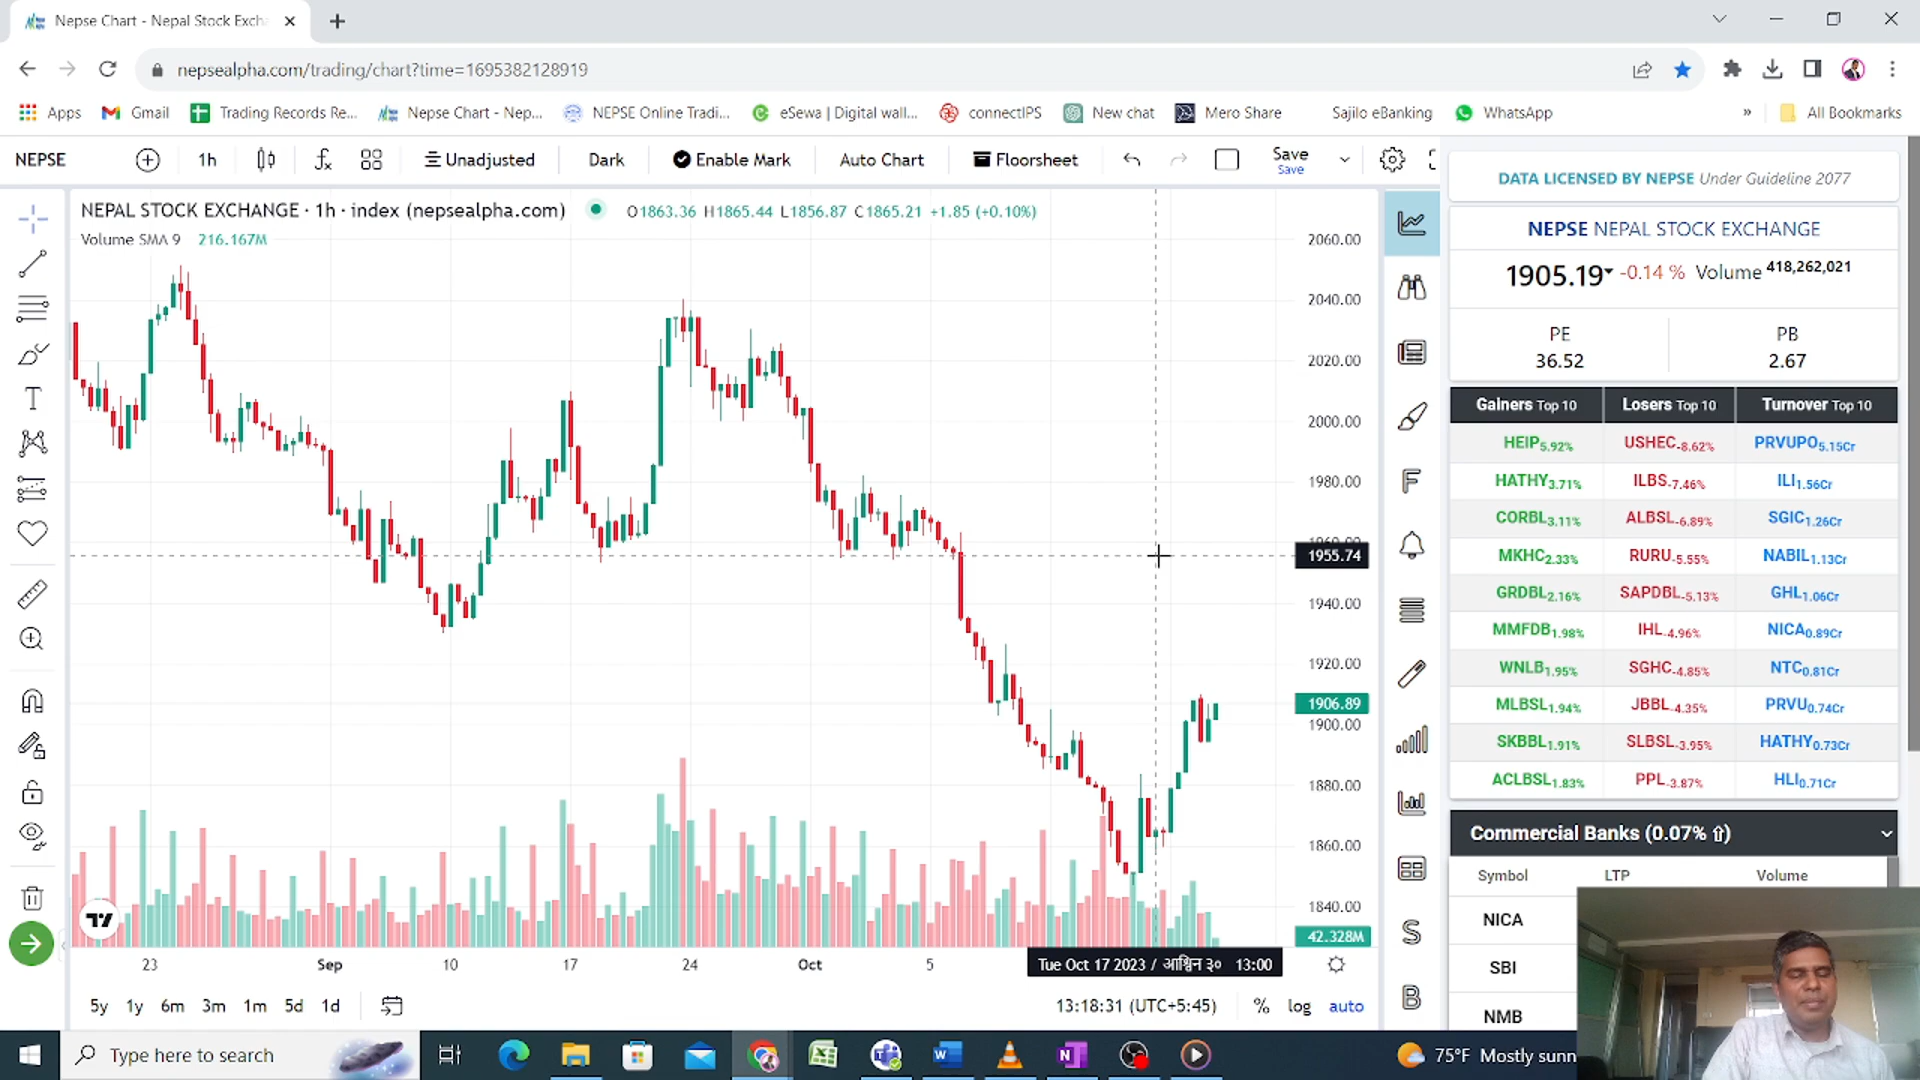 Nepse Chart - Nepal Stock Excha
nepsealpha.com/trading/chart?time=1695382128919
Apps Gmail Trading Records Re... Nepse Chart - Nep... NEPSE Online Tradi... eSewa | Digital wall... connectIPS New chat Mero Share Sajilo eBanking WhatsApp » All Bookmarks
NEPSE 1h Unadjusted Dark Enable Mark Auto Chart Floorsheet Save
Save
NEPAL STOCK EXCHANGE · 1h · index (nepsealpha.com) O1863.36 H1865.44 L1856.87 C1865.21 +1.85 (+0.10%)
Volume SMA 9 216.167M
2060.00
2040.00
2020.00
2000.00
1980.00
1955.74
1940.00
1920.00
1906.89
1900.00
1880.00
1860.00
1840.00
42.328M
23 Sep 10 17 24 Oct 5 Tue Oct 17 2023 / आश्विन ३० 13:00
5y 1y 6m 3m 1m 5d 1d 13:18:31 (UTC+5:45) % log auto
F
S
B
DATA LICENSED BY NEPSE Under Guideline 2077
NEPSE NEPAL STOCK EXCHANGE
1905.19 -0.14 % Volume 418,262,021
PE PB
36.52 2.67
Gainers Top 10 Losers Top 10 Turnover Top 10
HEIP5.92% USHEC-8.62% PRVUPO5.15Cr
HATHY3.71% ILBS-7.46% ILI1.56Cr
CORBL3.11% ALBSL-6.89% SGIC1.26Cr
MKHC2.33% RURU-5.55% NABIL1.13Cr
GRDBL2.16% SAPDBL-5.13% GHL1.06Cr
MMFDB1.98% IHL-4.96% NICA0.89Cr
WNLB1.95% SGHC-4.85% NTC0.81Cr
MLBSL1.94% JBBL-4.35% PRVU0.74Cr
SKBBL1.91% SLBSL-3.95% HATHY0.73Cr
ACLBSL1.83% PPL-3.87% HLI0.71Cr
Commercial Banks (0.07% ⇧)
Symbol LTP Volume
NICA
SBI
NMB
Type here to search 75°F Mostly sunn